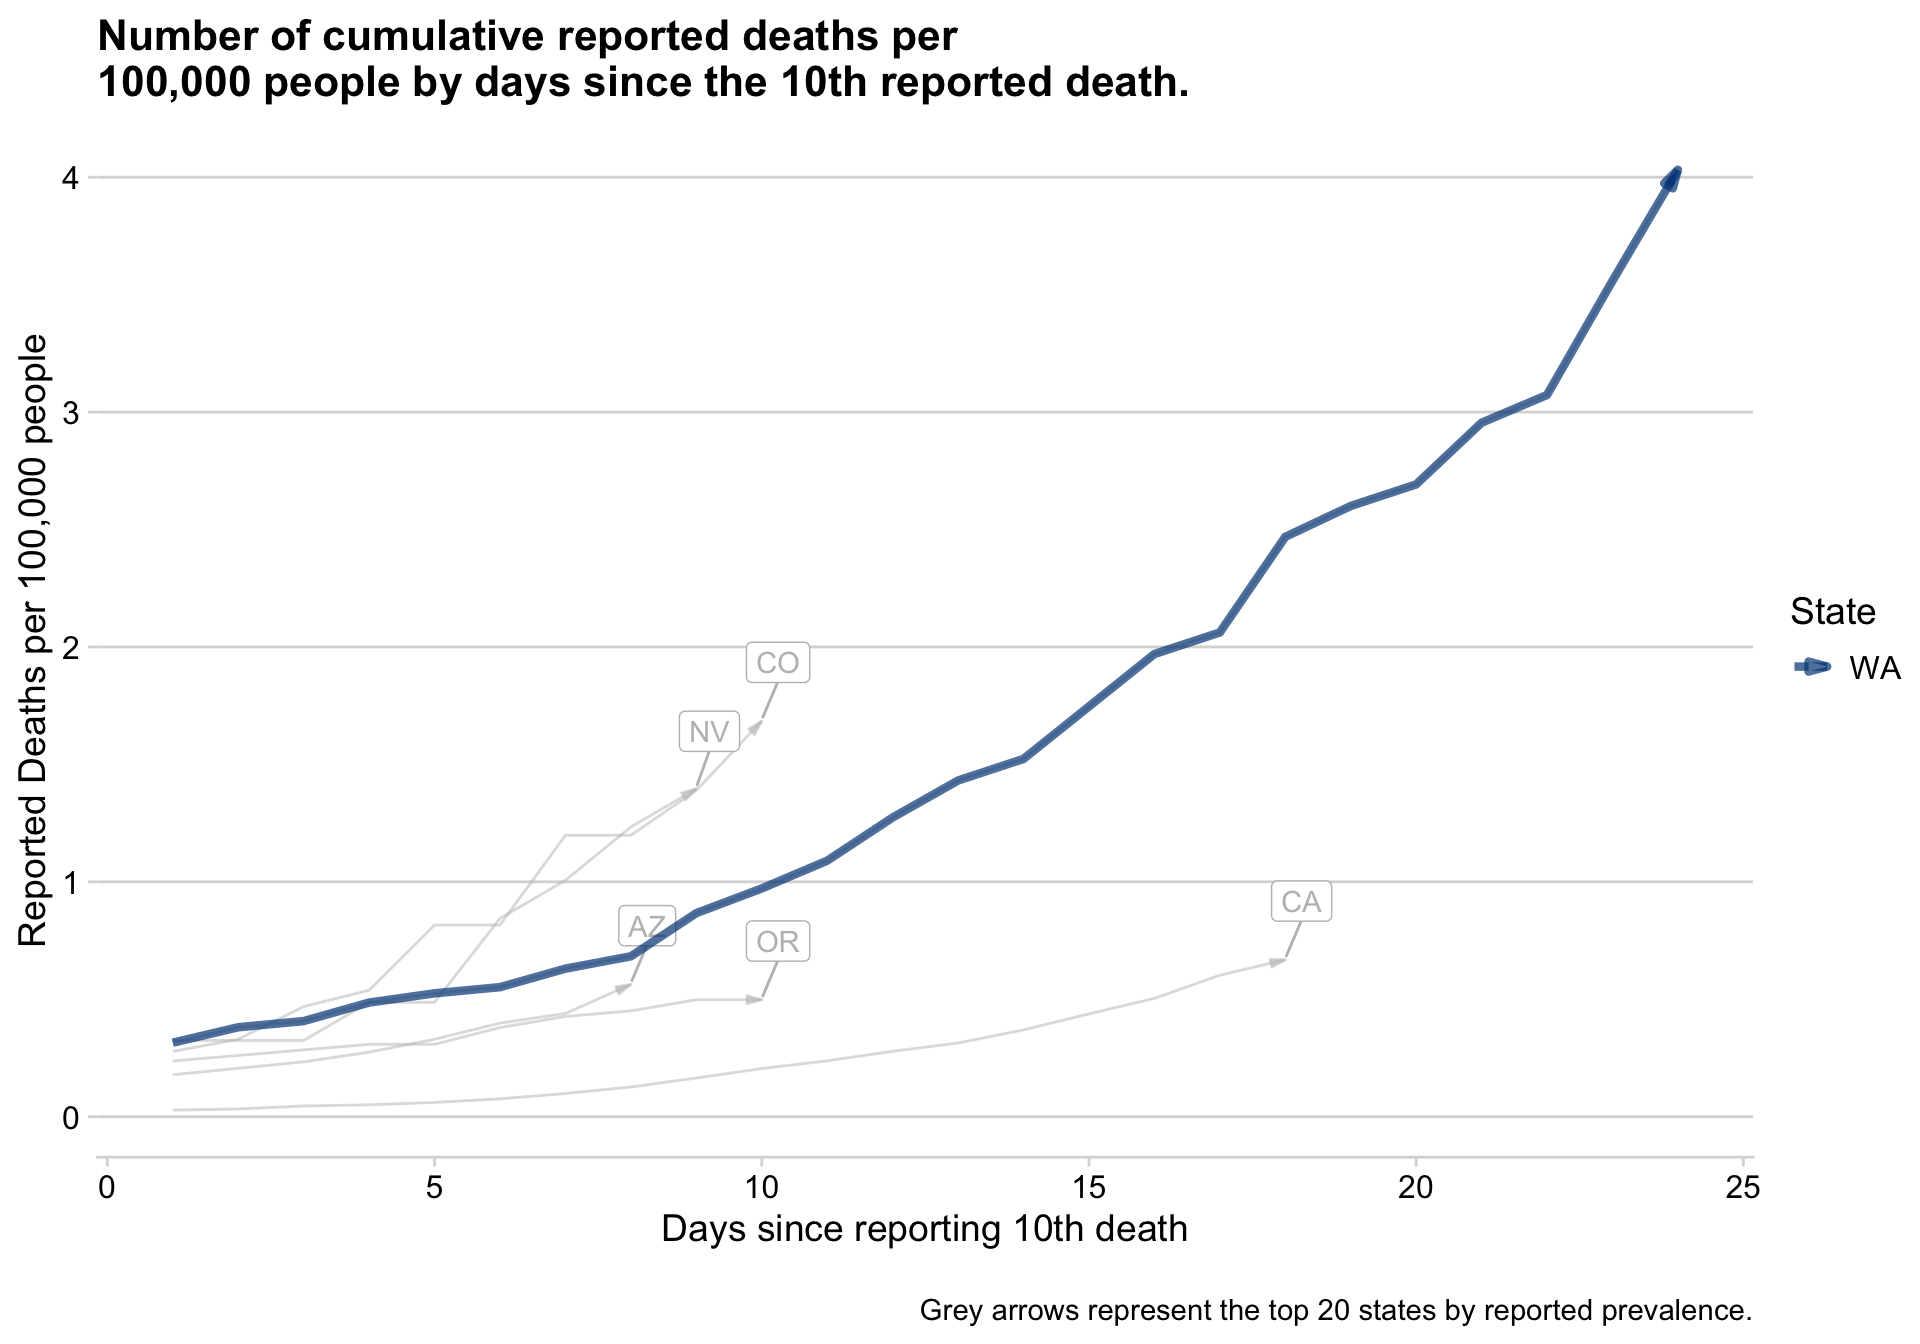 Number of cumulative reported deaths per
100,000 people by days since the 10th reported death.
Reported Deaths per 100,000 people
4
3
2
1
0
CO
NV
AZ
OR
CA
State
WA
0 5 10 15 20 25
Days since reporting 10th death
Grey arrows represent the top 20 states by reported prevalence.